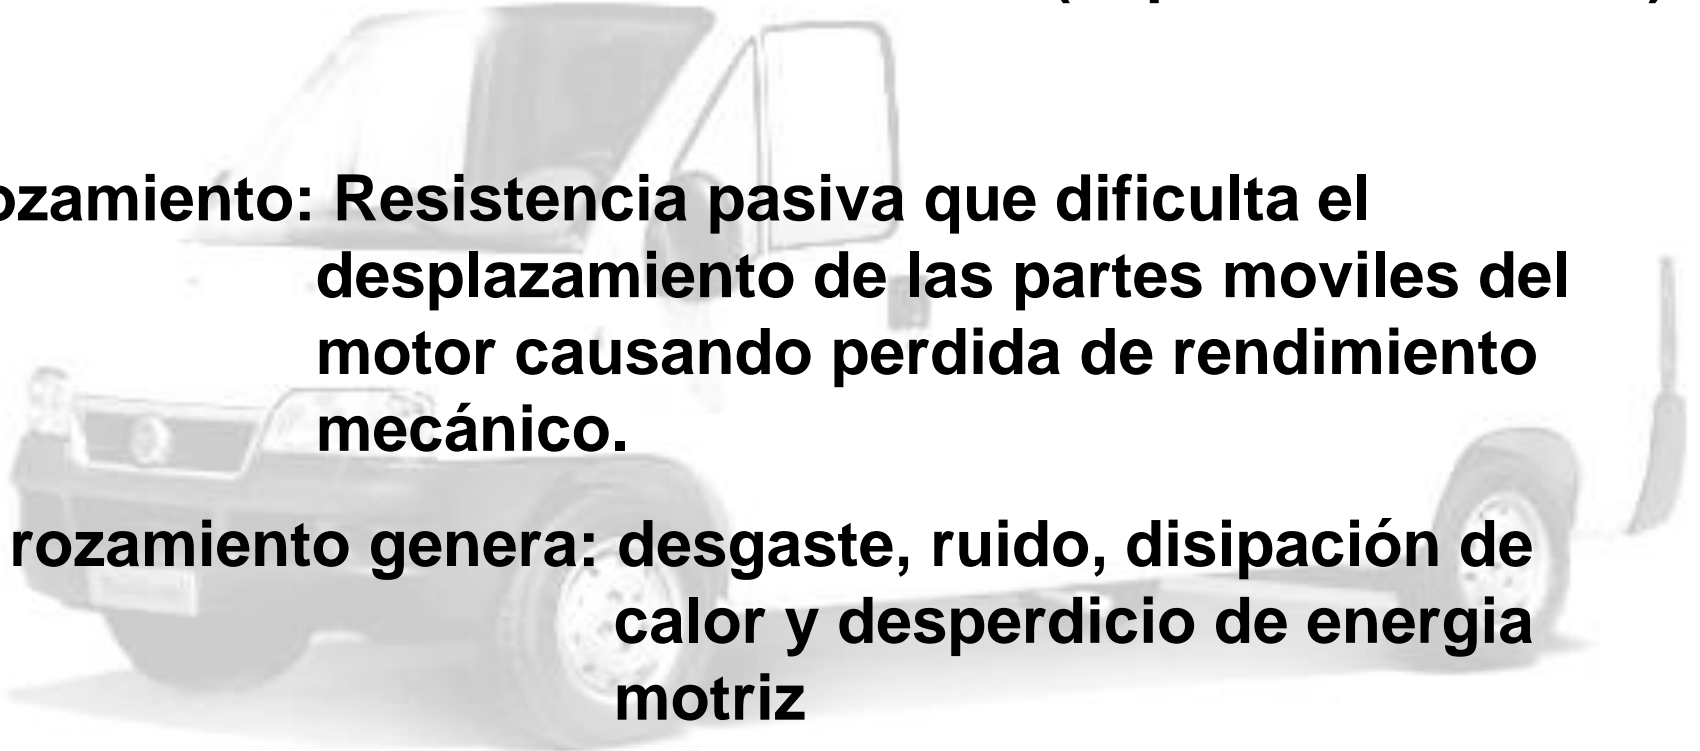 ozamiento: Resistencia pasiva que dificulta el
desplazamiento de las partes moviles del
motor causando perdida de rendimiento
mecánico.
rozamiento genera: desgaste, ruido, disipación de
calor y desperdicio de energia
motriz